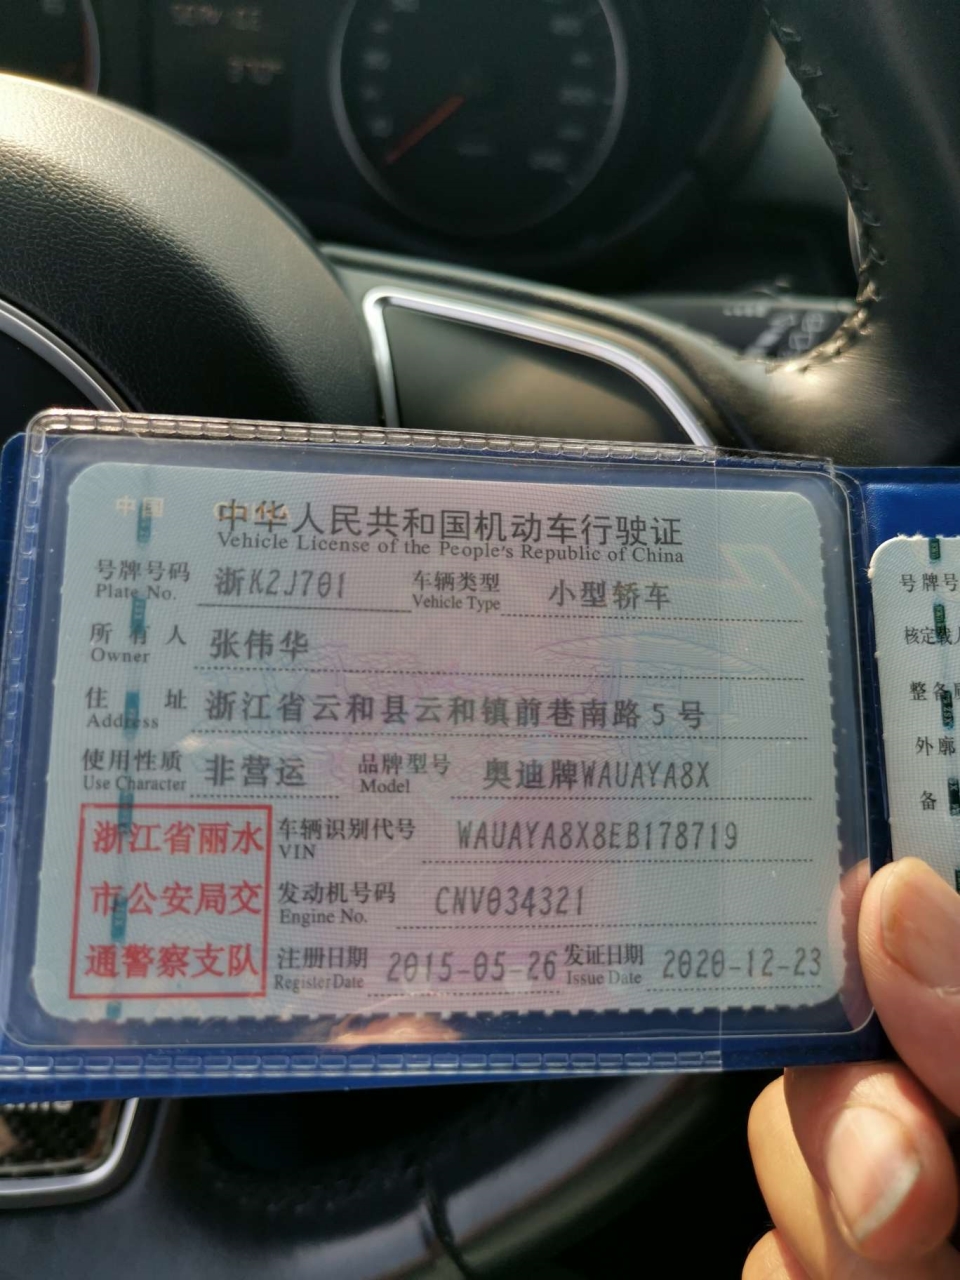 中国 CHINA
中华人民共和国机动车行驶证
Vehicle License of the People's Republic of China
号牌号码 浙K2J701 车辆类型 小型轿车
Plate No. Vehicle Type
所有人 张伟华
Owner
住址 浙江省云和县云和镇前巷南路5号
Address
使用性质 非营运 品牌型号 奥迪牌WAUAYA8X
Use Character Model
浙江省丽水
市公安局交
通警察支队
车辆识别代号 WAUAYA8X8EB178719
VIN
发动机号码 CNV034321
Engine No.
注册日期 2015-05-26 发证日期 2020-12-23
Register Date Issue Date
号牌号
核定载人
整备
外廓
备